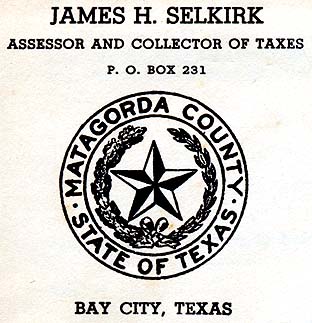 JAMES H. SELKIRK
ASSESSOR AND COLLECTOR OF TAXES
P. O. BOX 231
MATAGORDA COUNTY
STATE OF TEXAS
BAY CITY, TEXAS